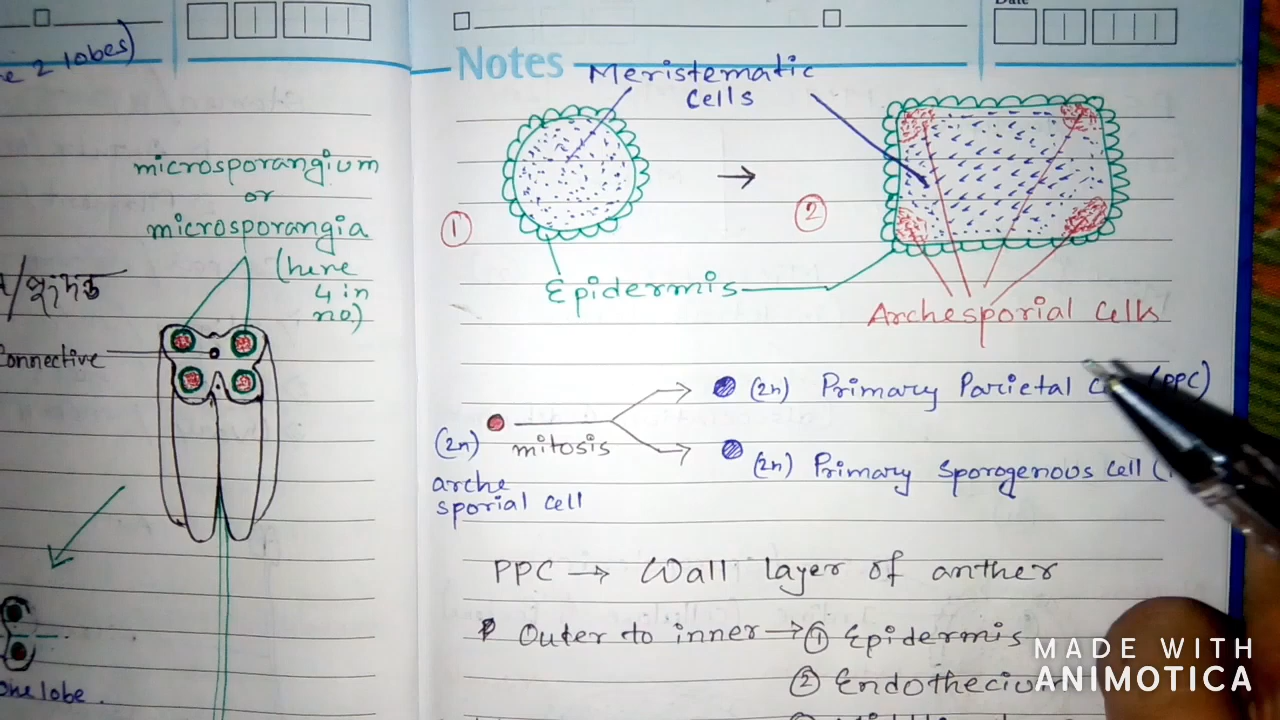 e 2 lobes)
microsporangium
or
microsporangia
(here
4 in
no.)
Connective
one lobe.
Date
Notes
Meristematic
cells
①
②
Epidermis
Archesporial Cells
(2n)
arche
sporial cell
mitosis
(2n) Primary Parietal (PPC)
(2n) Primary Sporogenous cell (
PPC → Wall layer of anther
Outer to inner → ① Epidermis
② Endothecium
MADE WITH
ANIMOTICA